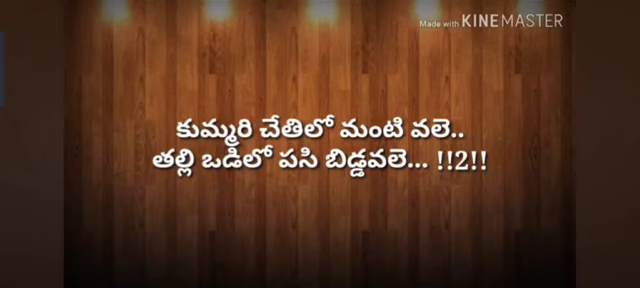 Made with KINEMASTER
కుమ్మరి చేతిలో మంటి వలె..
తల్లి ఒడిలో పసి బిడ్డవలె... !!2!!